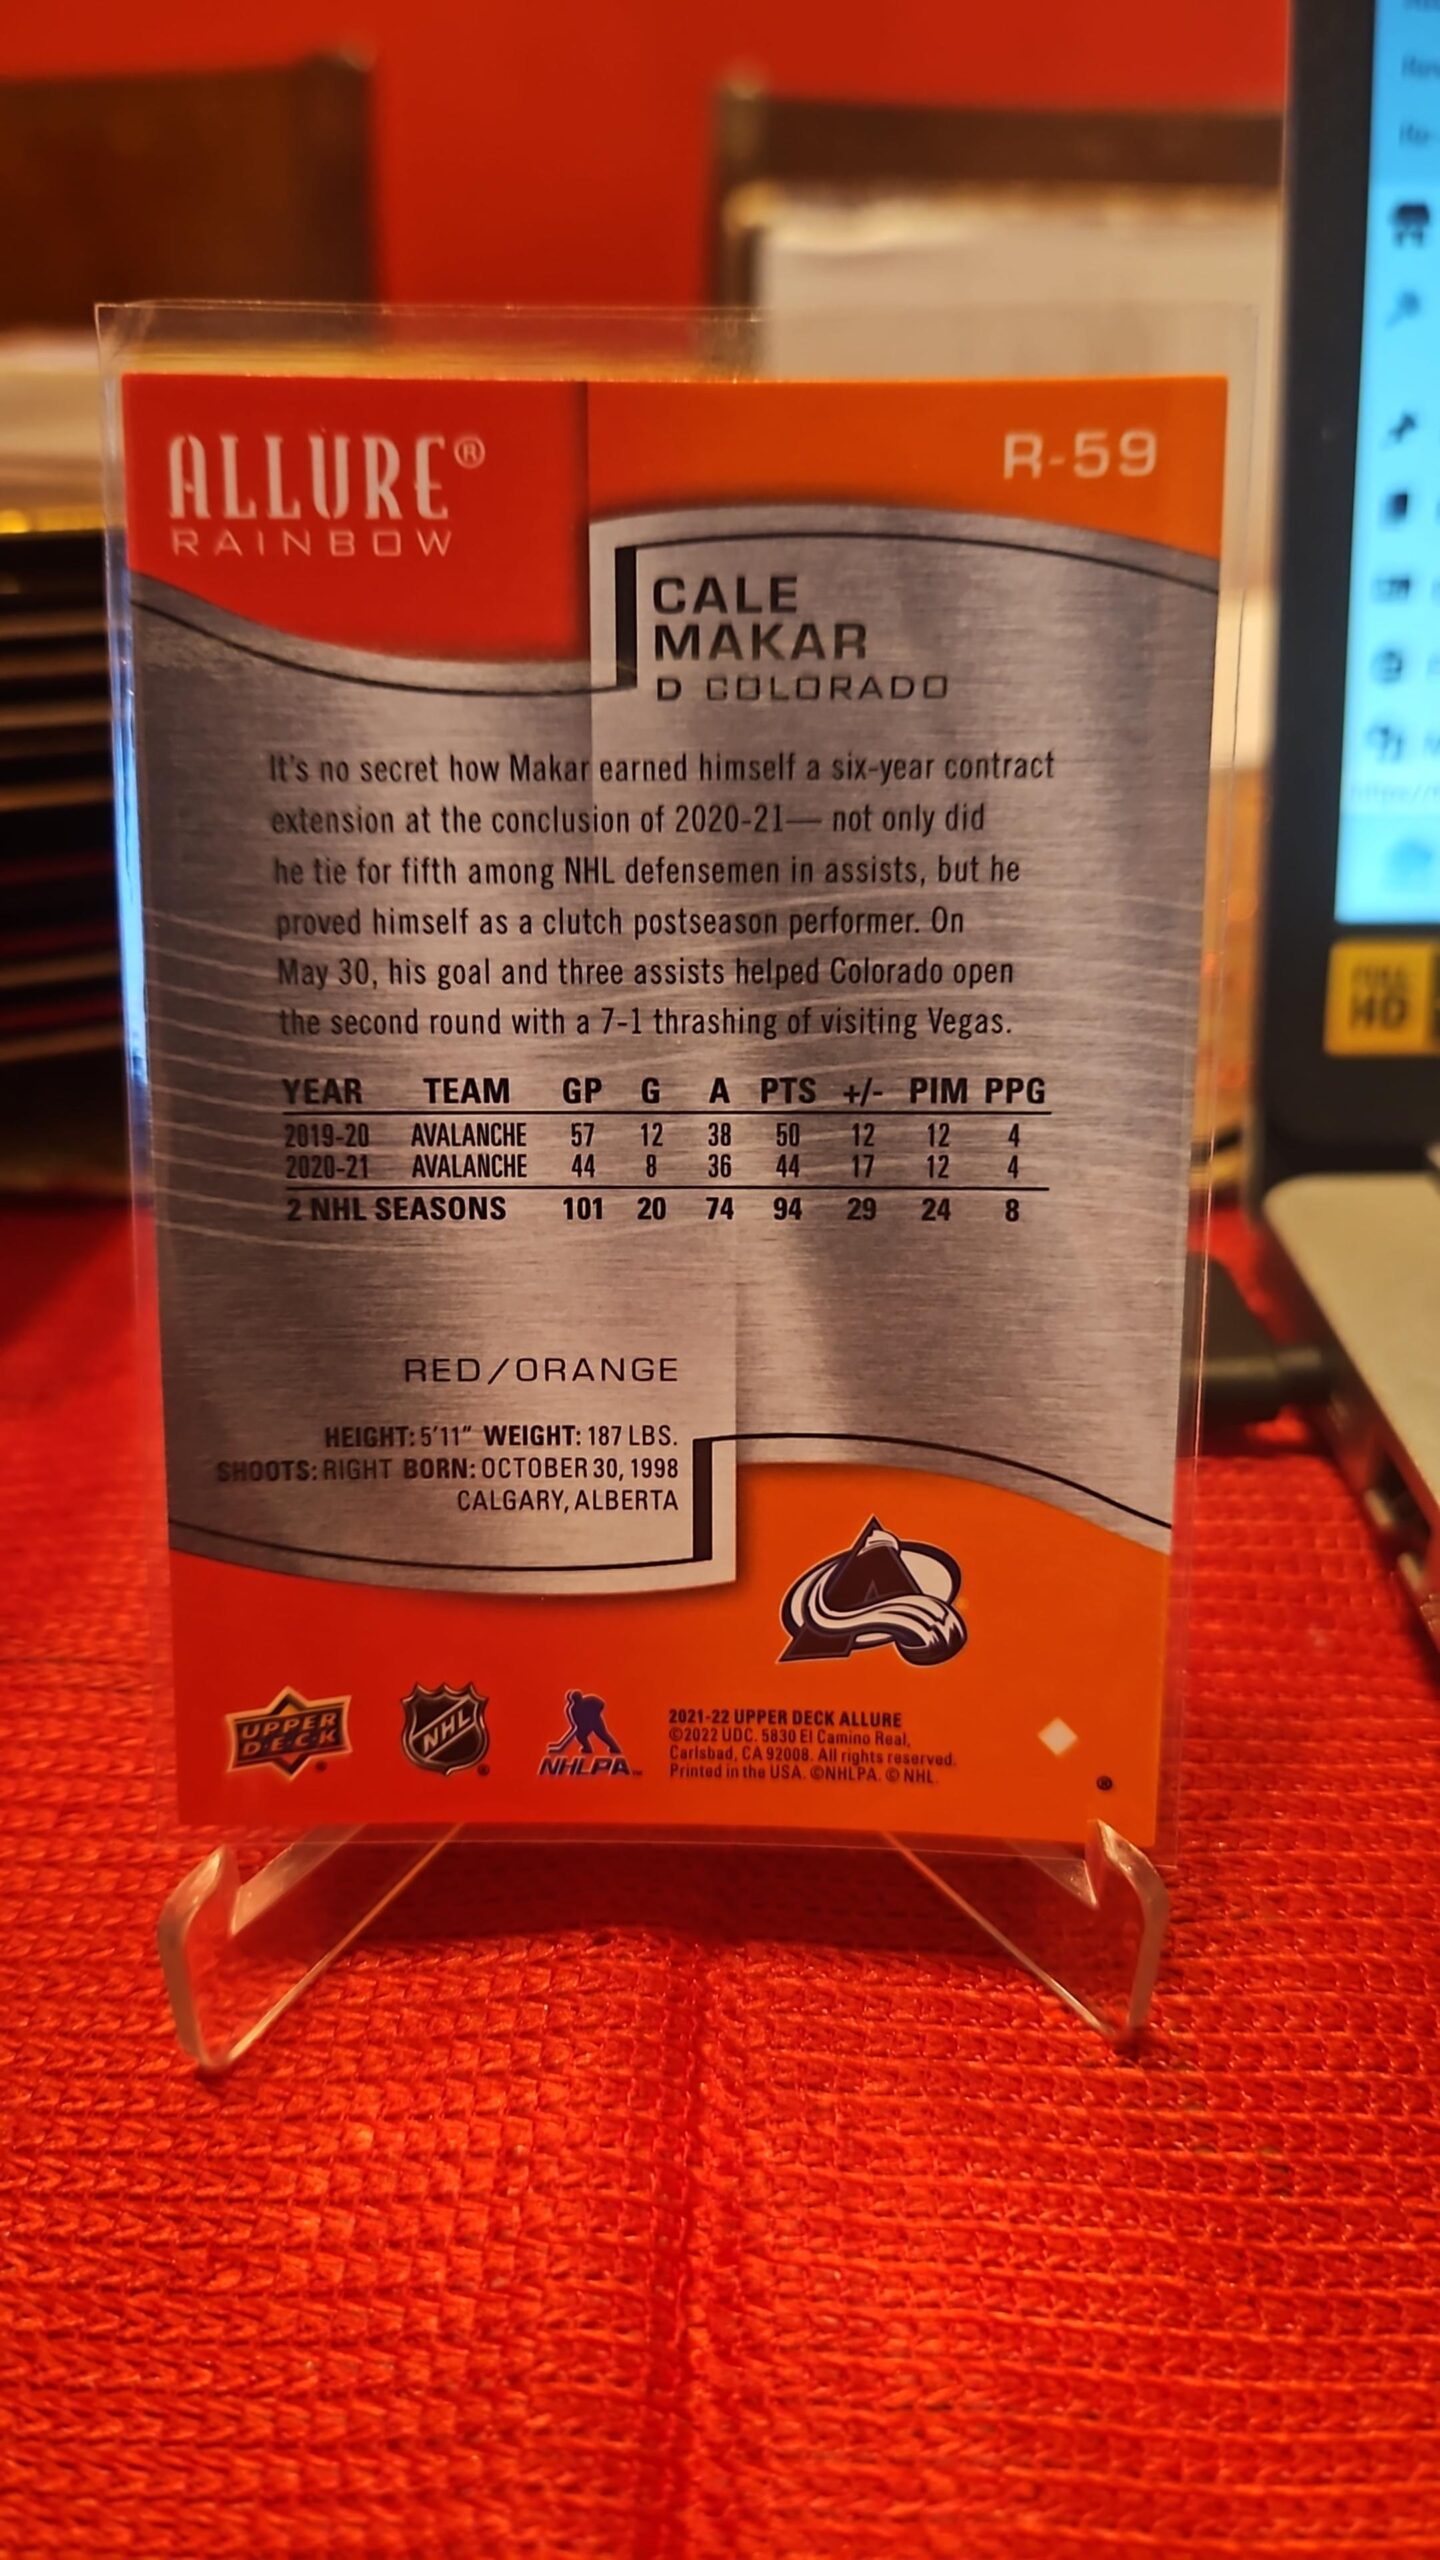 ALLURE®
RAINBOW
R-59
CALE
MAKAR
D COLORADO
It's no secret how Makar earned himself a six-year contract
extension at the conclusion of 2020-21— not only did
he tie for fifth among NHL defensemen in assists, but he
proved himself as a clutch postseason performer. On
May 30, his goal and three assists helped Colorado open
the second round with a 7-1 thrashing of visiting Vegas.
YEAR TEAM GP G A PTS +/- PIM PPG
2019-20 AVALANCHE 57 12 38 50 12 12 4
2020-21 AVALANCHE 44 8 36 44 17 12 4
2 NHL SEASONS 101 20 74 94 29 24 8
RED/ORANGE
HEIGHT: 5'11" WEIGHT: 187 LBS.
SHOOTS: RIGHT BORN: OCTOBER 30, 1998
CALGARY, ALBERTA
A
UPPER
DECK
NHL
NHLPA™
2021-22 UPPER DECK ALLURE
©2022 UDC. 5830 El Camino Real,
Carlsbad, CA 92008. All rights reserved.
Printed in the USA. ©NHLPA. © NHL.
®
FULL
HD
https://